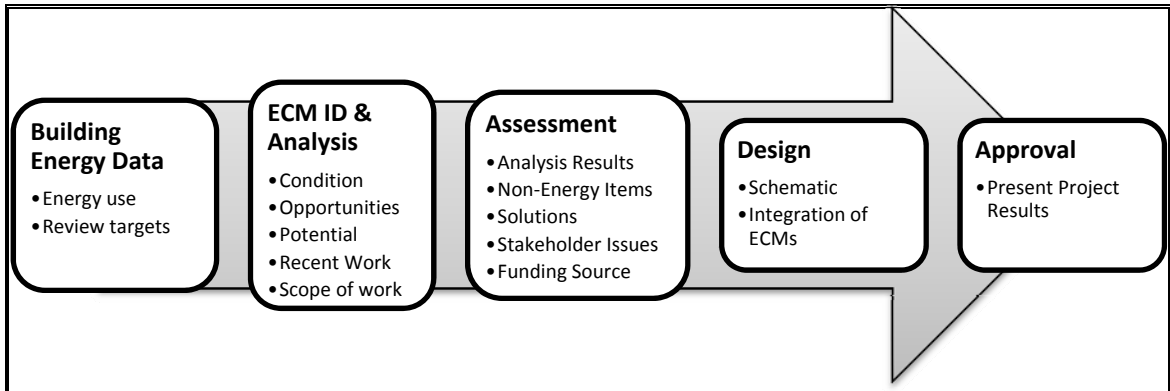 Building
Energy Data
•Energy use
•Review targets
ECM ID &
Analysis
•Condition
•Opportunities
•Potential
•Recent Work
•Scope of work
Assessment
•Analysis Results
•Non-Energy Items
•Solutions
•Stakeholder Issues
•Funding Source
Design
•Schematic
•Integration of
ECMs
Approval
•Present Project
Results